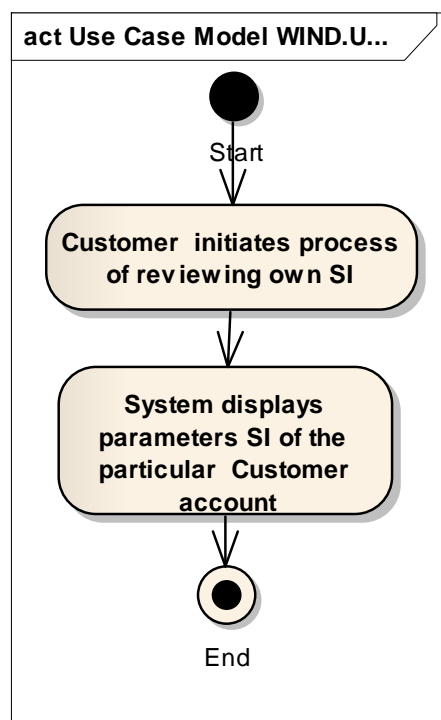 act Use Case Model WIND.U...
Start
Customer initiates process
of reviewing own SI
System displays
parameters SI of the
particular Customer
account
End